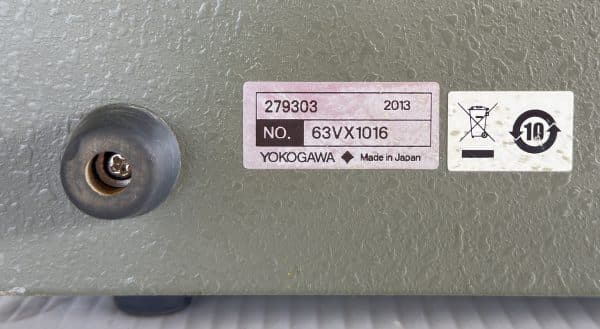 279303 2013
NO. 63VX1016
YOKOGAWA ◆ Made in Japan
10